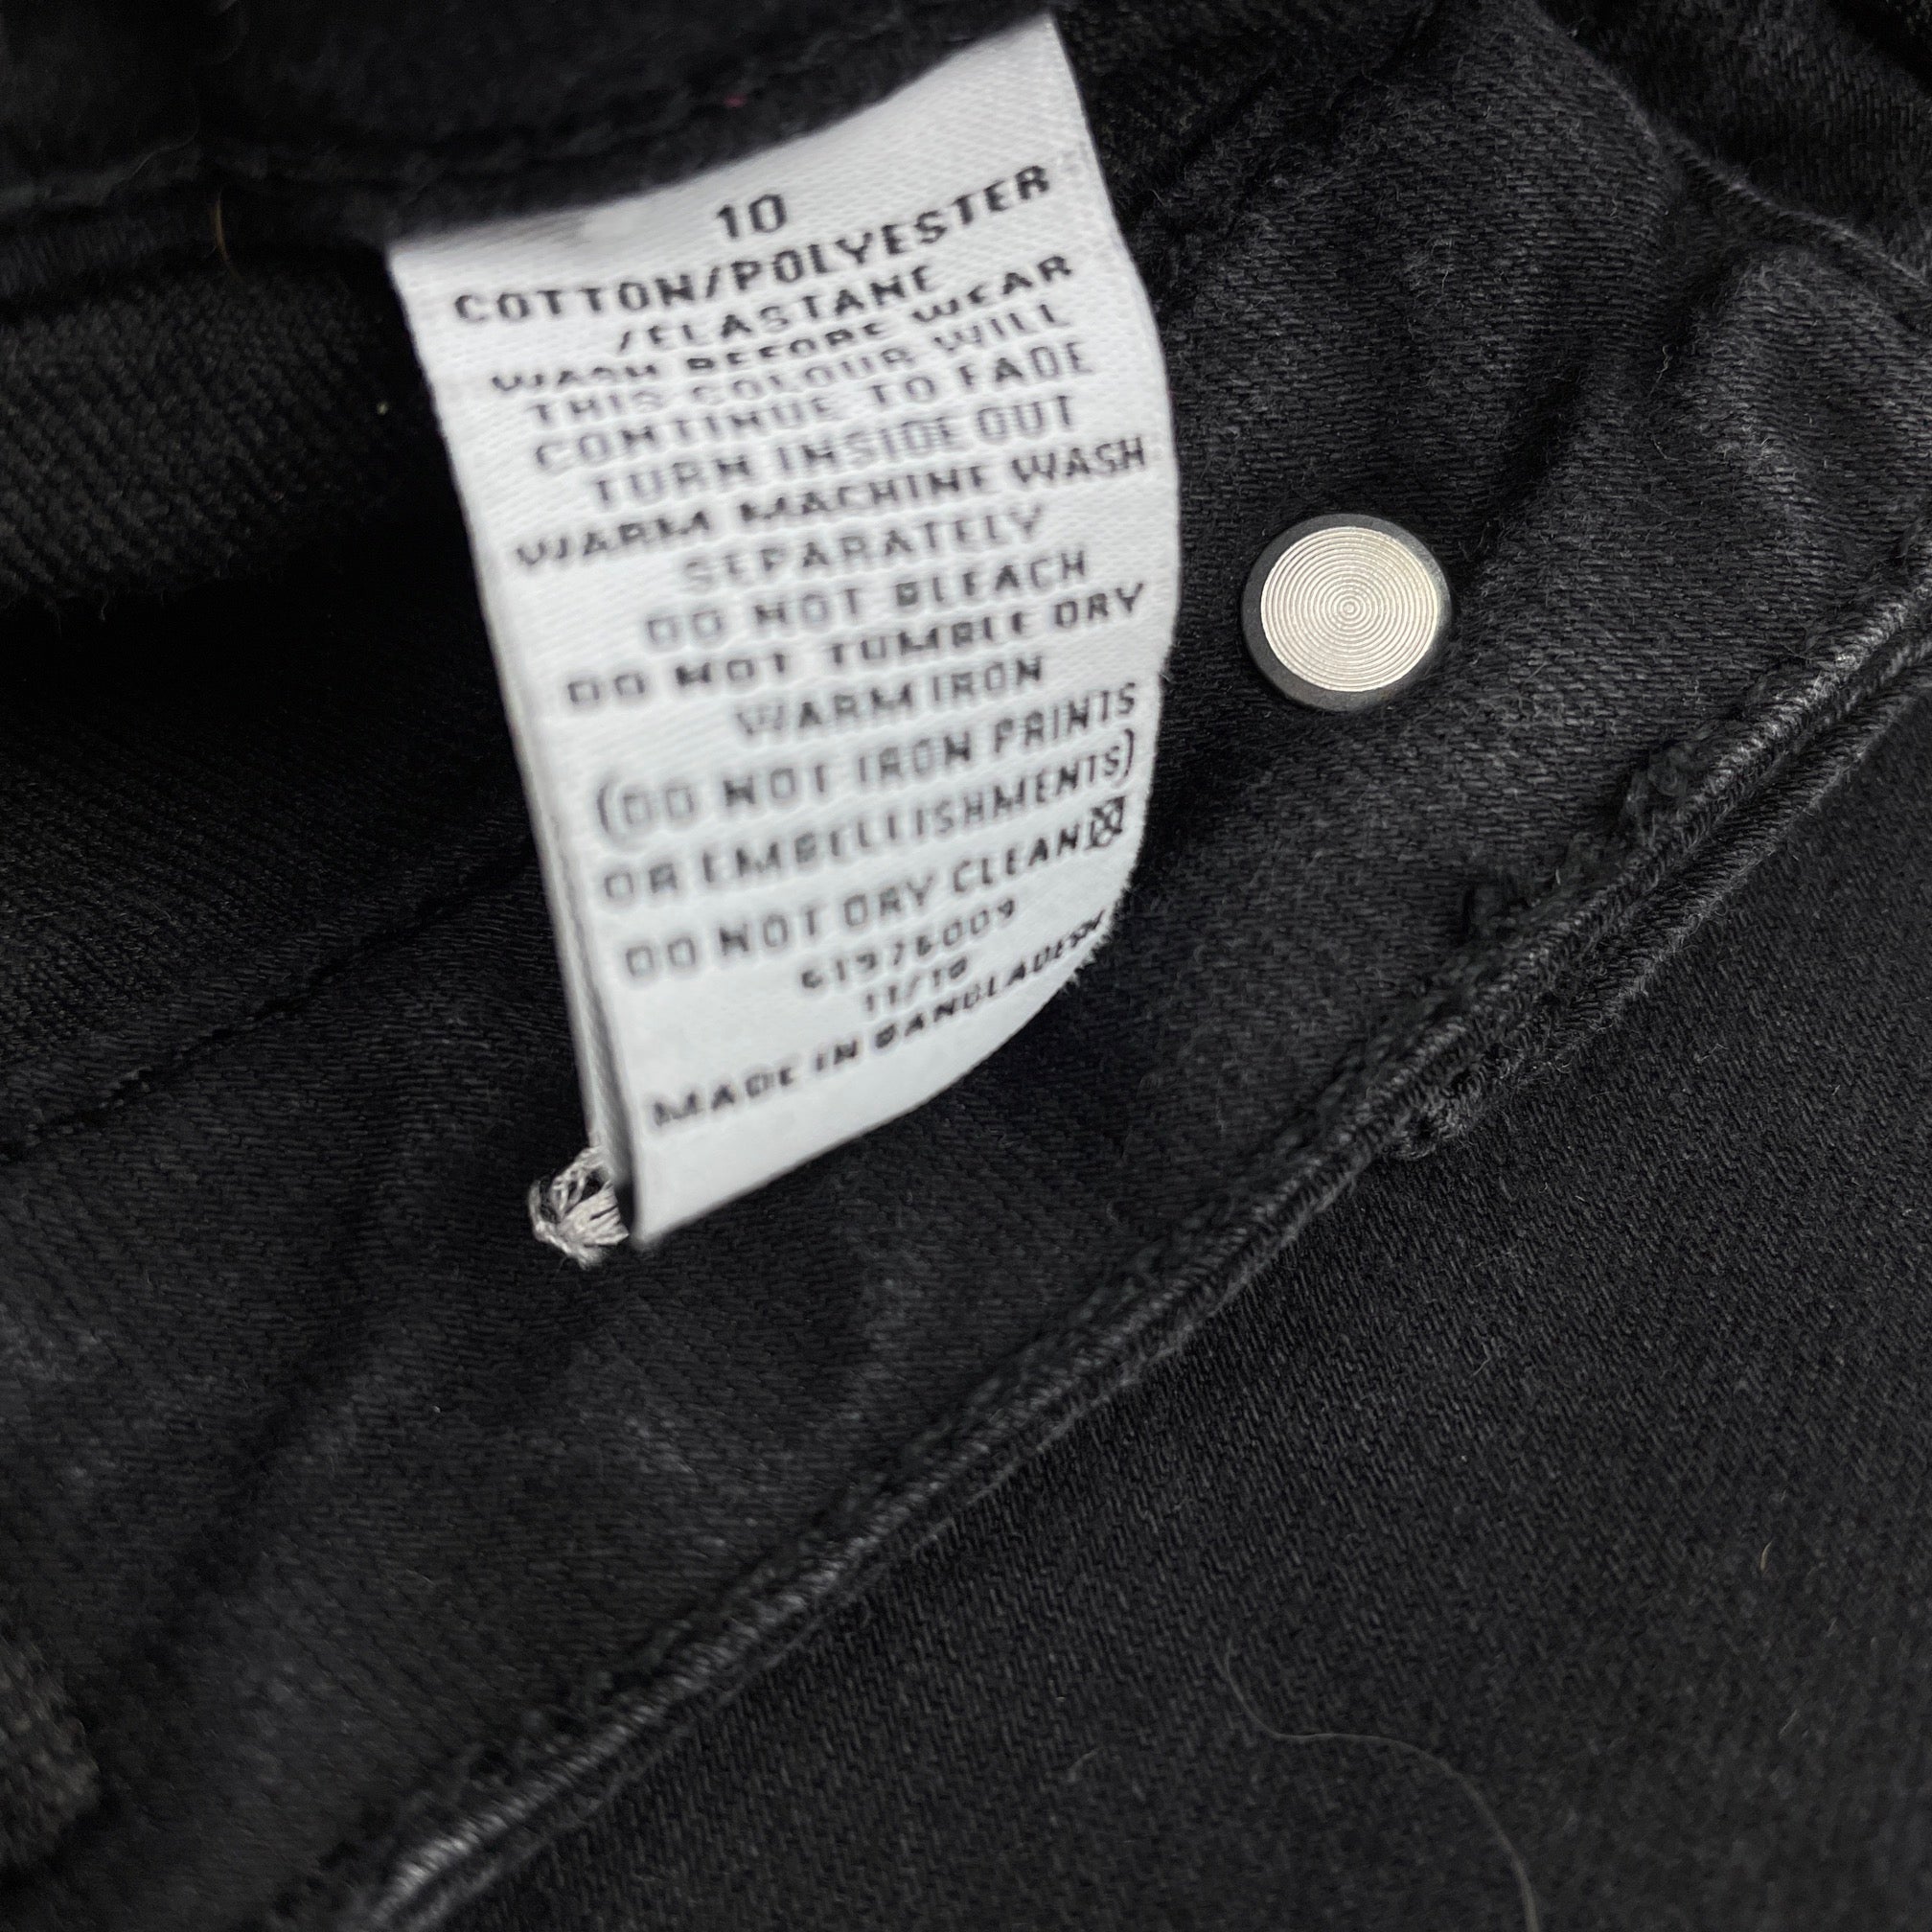 10
COTTON/POLYESTER
/ELASTANE
WASH BEFORE WEAR
THIS COLOUR WILL
CONTINUE TO FADE
TURN INSIDE OUT
WARM MACHINE WASH
SEPARATELY
DO NOT BLEACH
DO NOT TUMBLE DRY
WARM IRON
(DO NOT IRON PRINTS
OR EMBELLISHMENTS)
DO NOT DRY CLEAN
61976009
11/18
MADE IN BANGLADESH